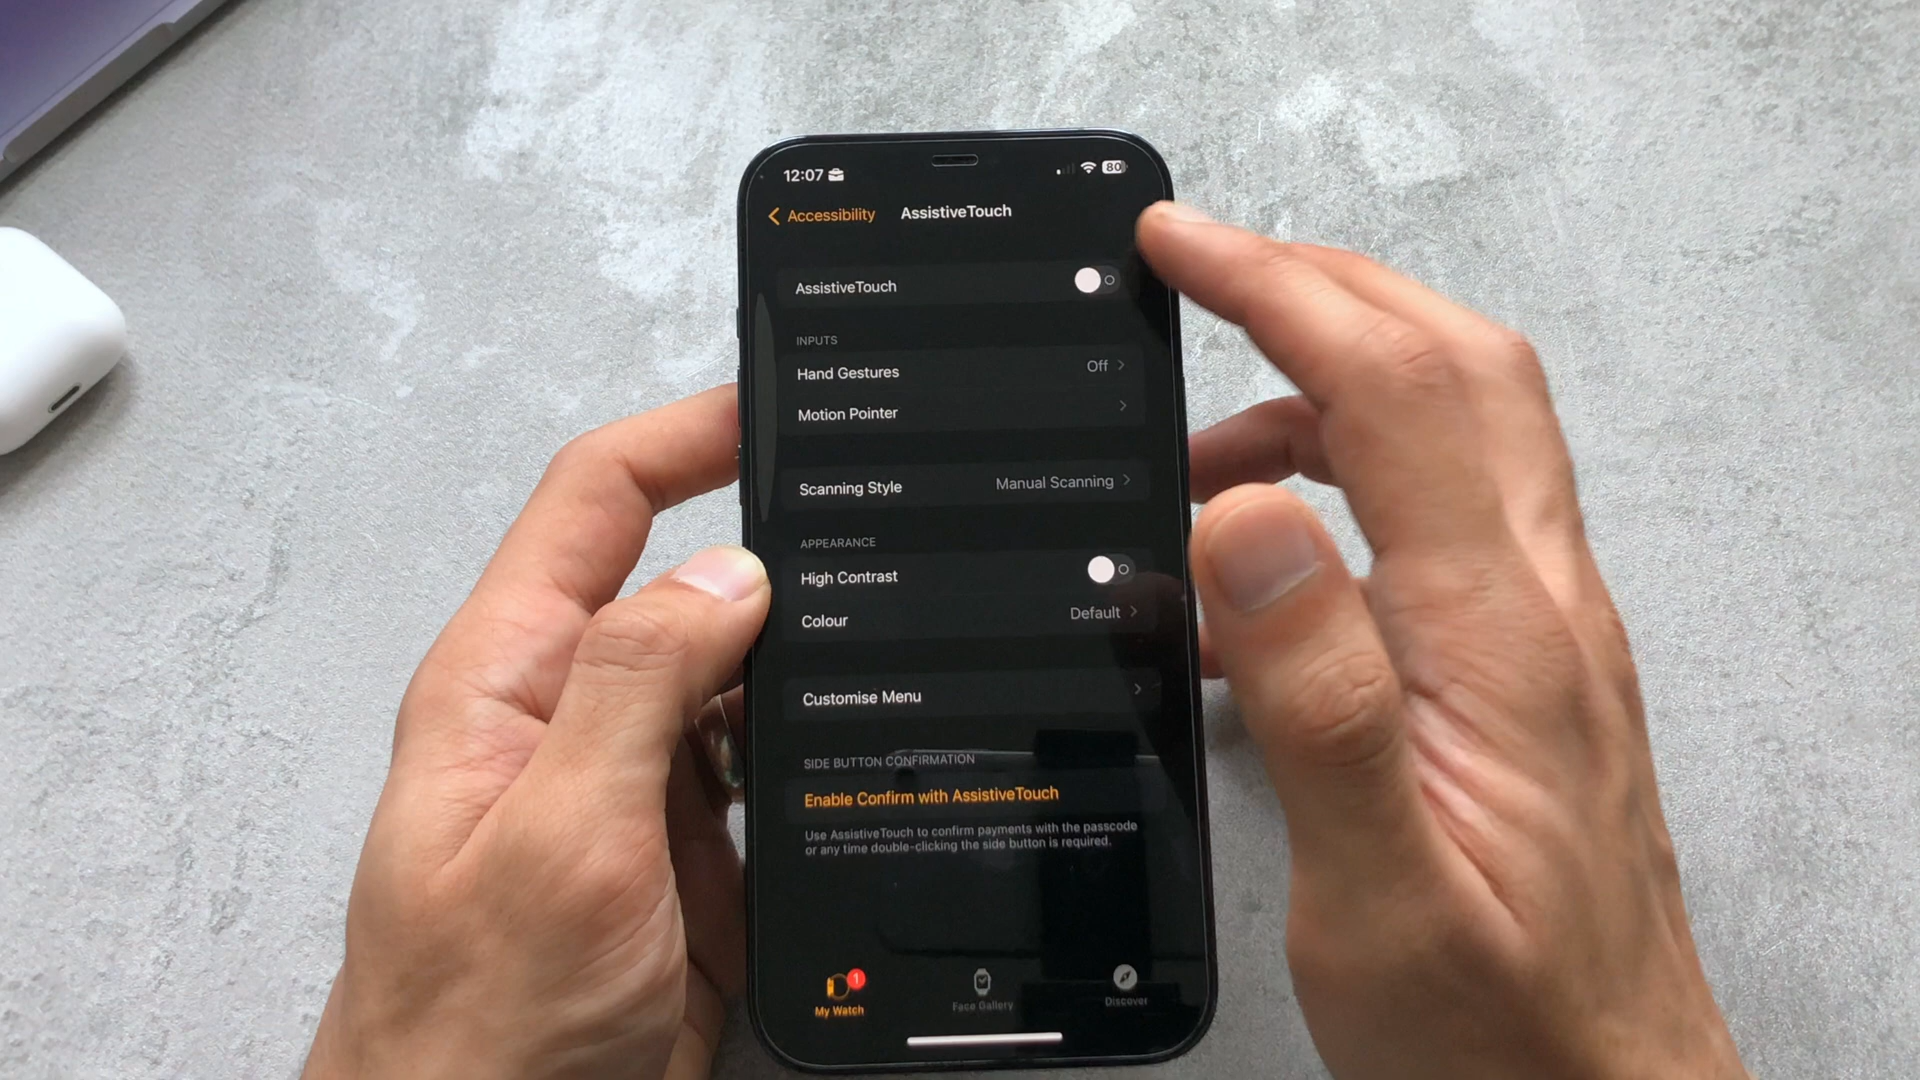 12:07
80
Accessibility
AssistiveTouch
AssistiveTouch
INPUTS
Hand Gestures Off
Motion Pointer
Scanning Style Manual Scanning
APPEARANCE
High Contrast
Colour Default
Customise Menu
SIDE BUTTON CONFIRMATION
Enable Confirm with AssistiveTouch
Use AssistiveTouch to confirm payments with the passcode
or any time double-clicking the side button is required.
1
My Watch Face Gallery Discover